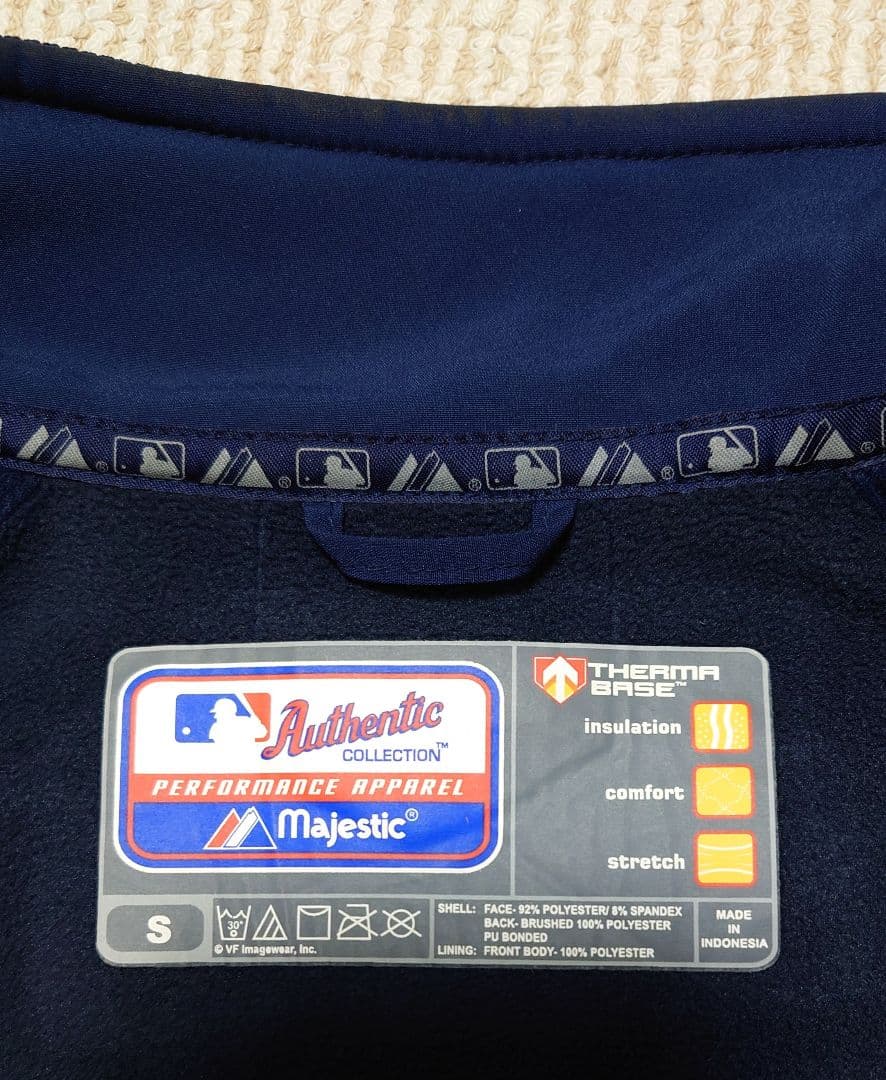 Authentic
COLLECTION™
PERFORMANCE APPAREL
Majestic®
THERMA
BASE™
insulation
comfort
stretch
S
30°
© VF Imagewear, Inc.
SHELL: FACE- 92% POLYESTER/ 8% SPANDEX
BACK- BRUSHED 100% POLYESTER
PU BONDED
LINING: FRONT BODY- 100% POLYESTER
MADE
IN
INDONESIA